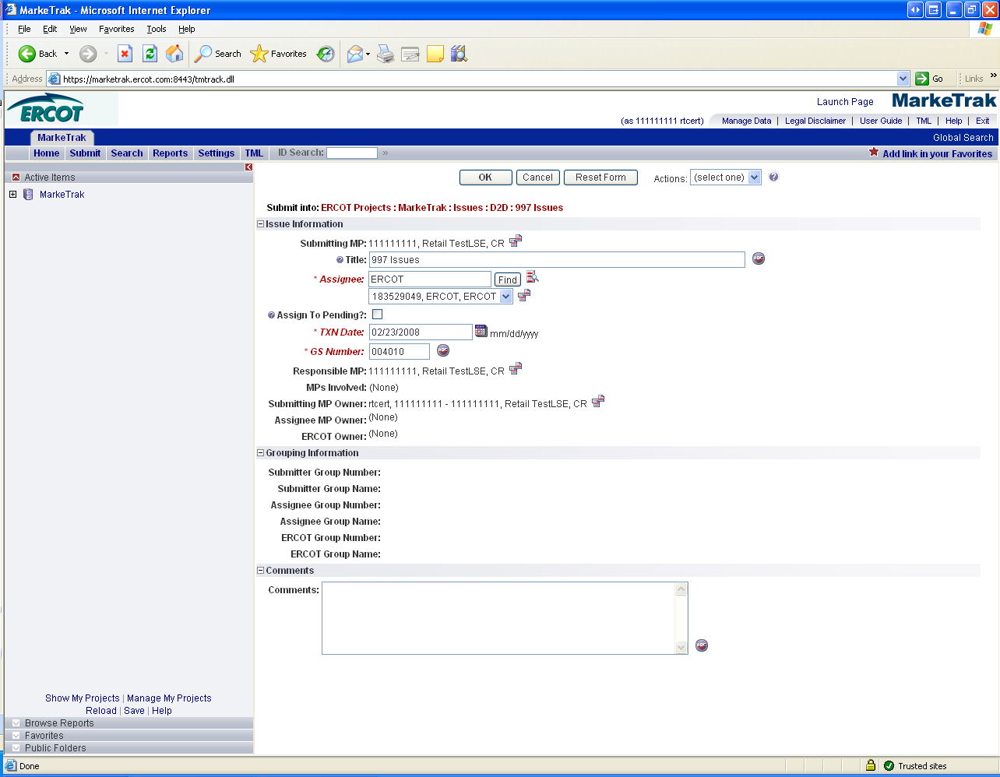 MarkeTrak - Microsoft Internet Explorer
File Edit View Favorites Tools Help
Back Search Favorites
Address https://marketrak.ercot.com:8443/tmtrack.dll Go Links »
ERCOT
Launch Page MarkeTrak
(as 111111111 rtcert) Manage Data | Legal Disclaimer | User Guide | TML | Help | Exit
MarkeTrak Global Search
Home Submit Search Reports Settings TML ID Search: » Add link in your Favorites
Active Items
MarkeTrak
OK Cancel Reset Form Actions: (select one)
Submit into: ERCOT Projects : MarkeTrak : Issues : D2D : 997 Issues
Issue Information
Submitting MP: 111111111, Retail TestLSE, CR
Title: 997 Issues ABC
* Assignee: ERCOT Find
183529049, ERCOT, ERCOT
Assign To Pending?:
* TXN Date: 02/23/2008 mm/dd/yyyy
* GS Number: 004010 ABC
Responsible MP: 111111111, Retail TestLSE, CR
MPs Involved: (None)
Submitting MP Owner: rtcert, 111111111 - 111111111, Retail TestLSE, CR
Assignee MP Owner: (None)
ERCOT Owner: (None)
Grouping Information
Submitter Group Number:
Submitter Group Name:
Assignee Group Number:
Assignee Group Name:
ERCOT Group Number:
ERCOT Group Name:
Comments
Comments:
ABC
Show My Projects | Manage My Projects
Reload | Save | Help
Browse Reports
Favorites
Public Folders
Done Trusted sites